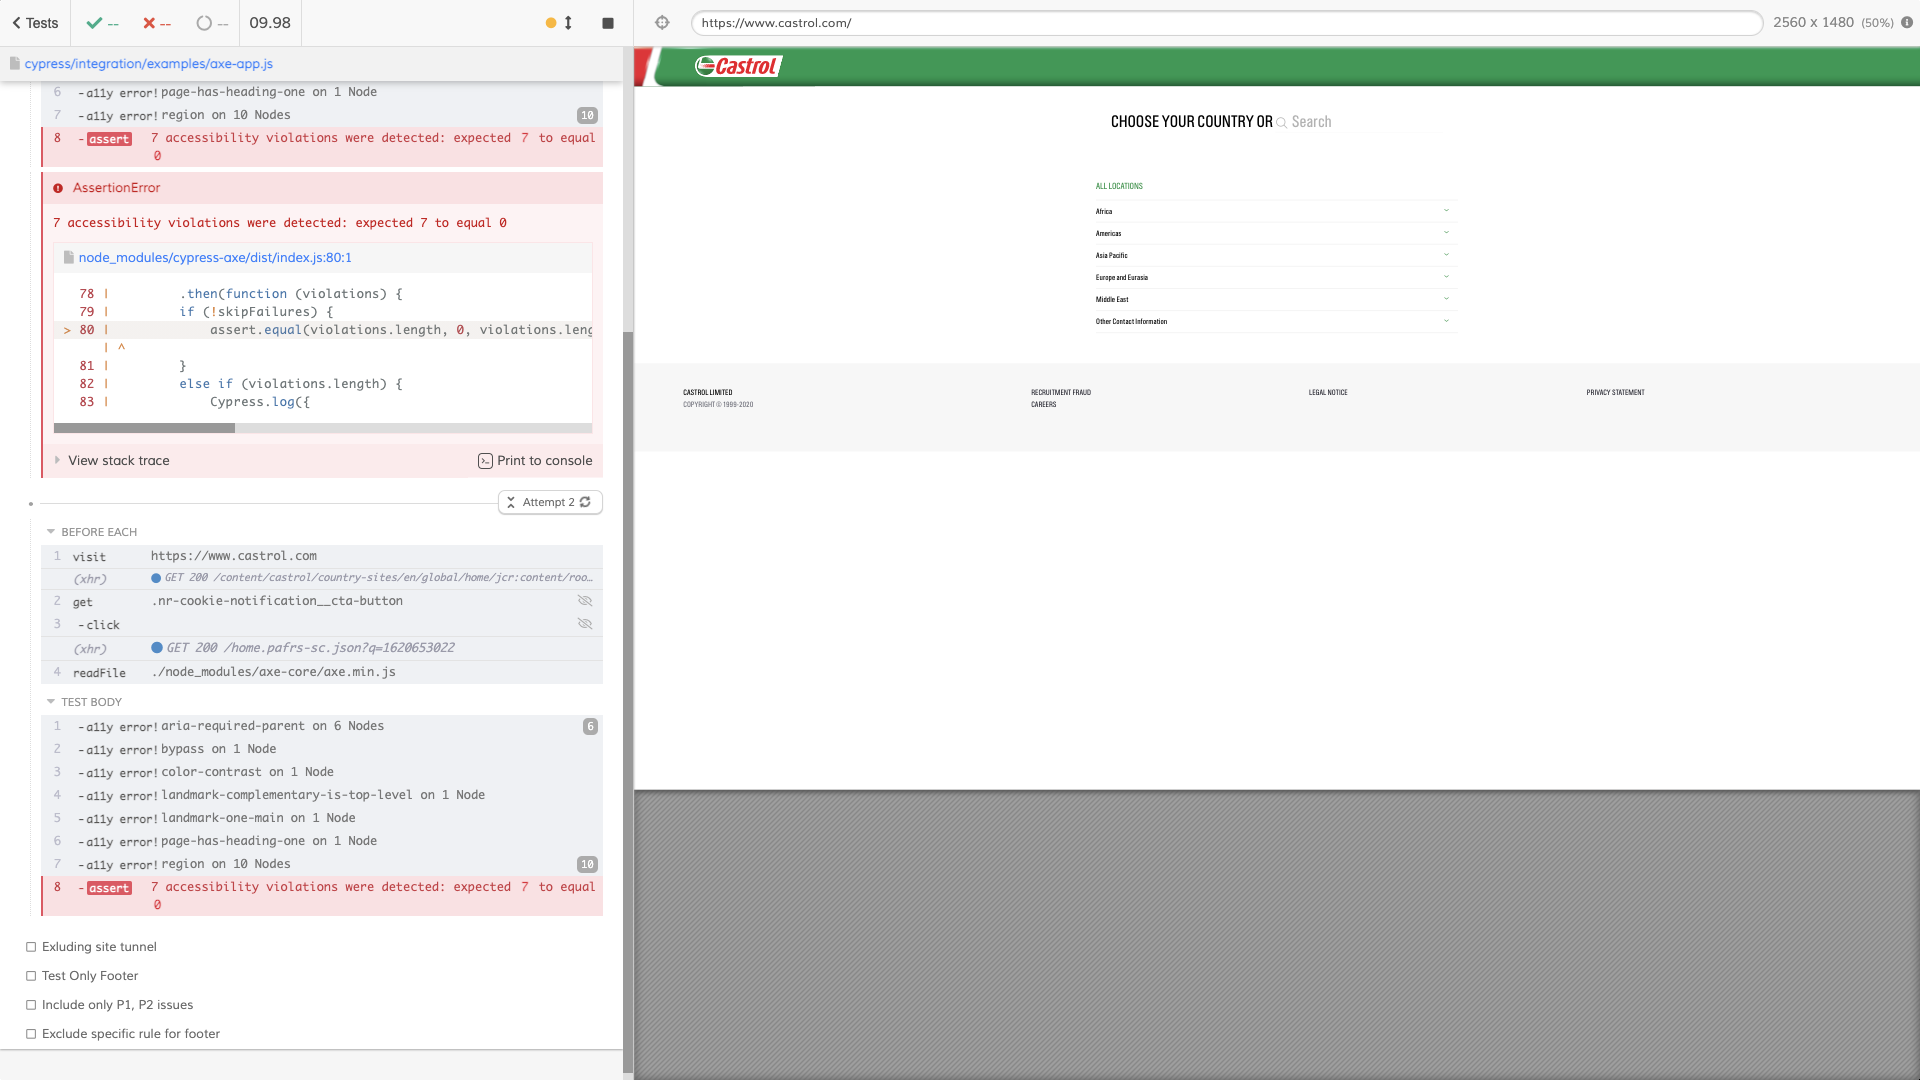 Tests
--
--
--
09.98
https://www.castrol.com/
2560 x 1480 (50%)
cypress/integration/examples/axe-app.js
6 -a11y error! page-has-heading-one on 1 Node
7 -a11y error! region on 10 Nodes 10
8 -assert 7 accessibility violations were detected: expected 7 to equal
0
AssertionError
7 accessibility violations were detected: expected 7 to equal 0
node_modules/cypress-axe/dist/index.js:80:1
78 | .then(function (violations) {
79 | if (!skipFailures) {
> 80 | assert.equal(violations.length, 0, violations.leng
| ^
81 | }
82 | else if (violations.length) {
83 | Cypress.log({
View stack trace
Print to console
Attempt 2
BEFORE EACH
1 visit https://www.castrol.com
(xhr) GET 200 /content/castrol/country-sites/en/global/home/jcr:content/roo…
2 get .nr-cookie-notification__cta-button
3 -click
(xhr) GET 200 /home.pafrs-sc.json?q=1620653022
4 readFile ./node_modules/axe-core/axe.min.js
TEST BODY
1 -a11y error! aria-required-parent on 6 Nodes 6
2 -a11y error! bypass on 1 Node
3 -a11y error! color-contrast on 1 Node
4 -a11y error! landmark-complementary-is-top-level on 1 Node
5 -a11y error! landmark-one-main on 1 Node
6 -a11y error! page-has-heading-one on 1 Node
7 -a11y error! region on 10 Nodes 10
8 -assert 7 accessibility violations were detected: expected 7 to equal
0
Exluding site tunnel
Test Only Footer
Include only P1, P2 issues
Exclude specific rule for footer
Castrol
CHOOSE YOUR COUNTRY OR Search
ALL LOCATIONS
Africa
Americas
Asia Pacific
Europe and Eurasia
Middle East
Other Contact Information
CASTROL LIMITED
COPYRIGHT © 1999-2020
RECRUITMENT FRAUD
CAREERS
LEGAL NOTICE
PRIVACY STATEMENT